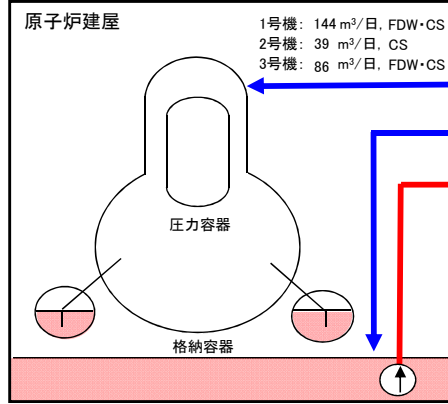 原子炉建屋
1号機: 144 m³/日, FDW・CS
2号機: 39 m³/日, CS
3号機: 86 m³/日, FDW・CS
圧力容器
格納容器